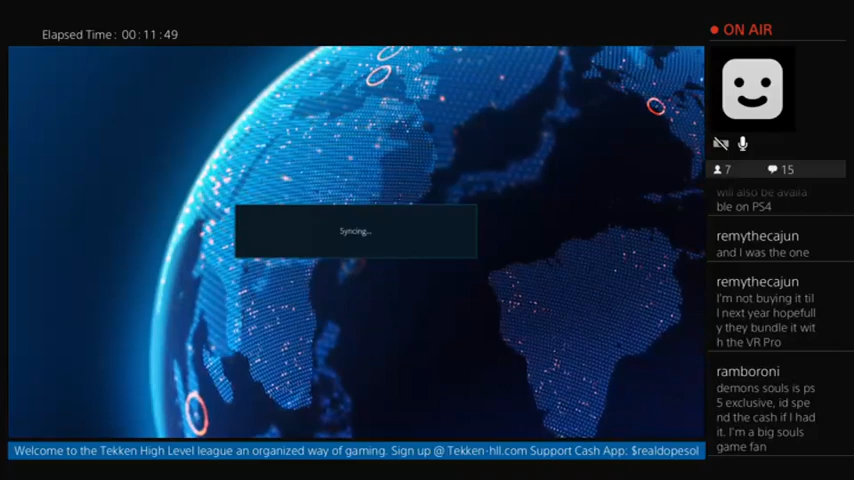 Elapsed Time: 00:11:49
ON AIR
Syncing...
7 15
will also be availa
ble on PS4
remythecajun
and I was the one
remythecajun
I'm not buying it til
l next year hopefull
y they bundle it wit
h the VR Pro
ramboroni
demons souls is ps
5 exclusive, id spe
nd the cash if I had
it. I'm a big souls
game fan
Welcome to the Tekken High Level league an organized way of gaming. Sign up @ Tekken-hll.com Support Cash App: $realdopesol